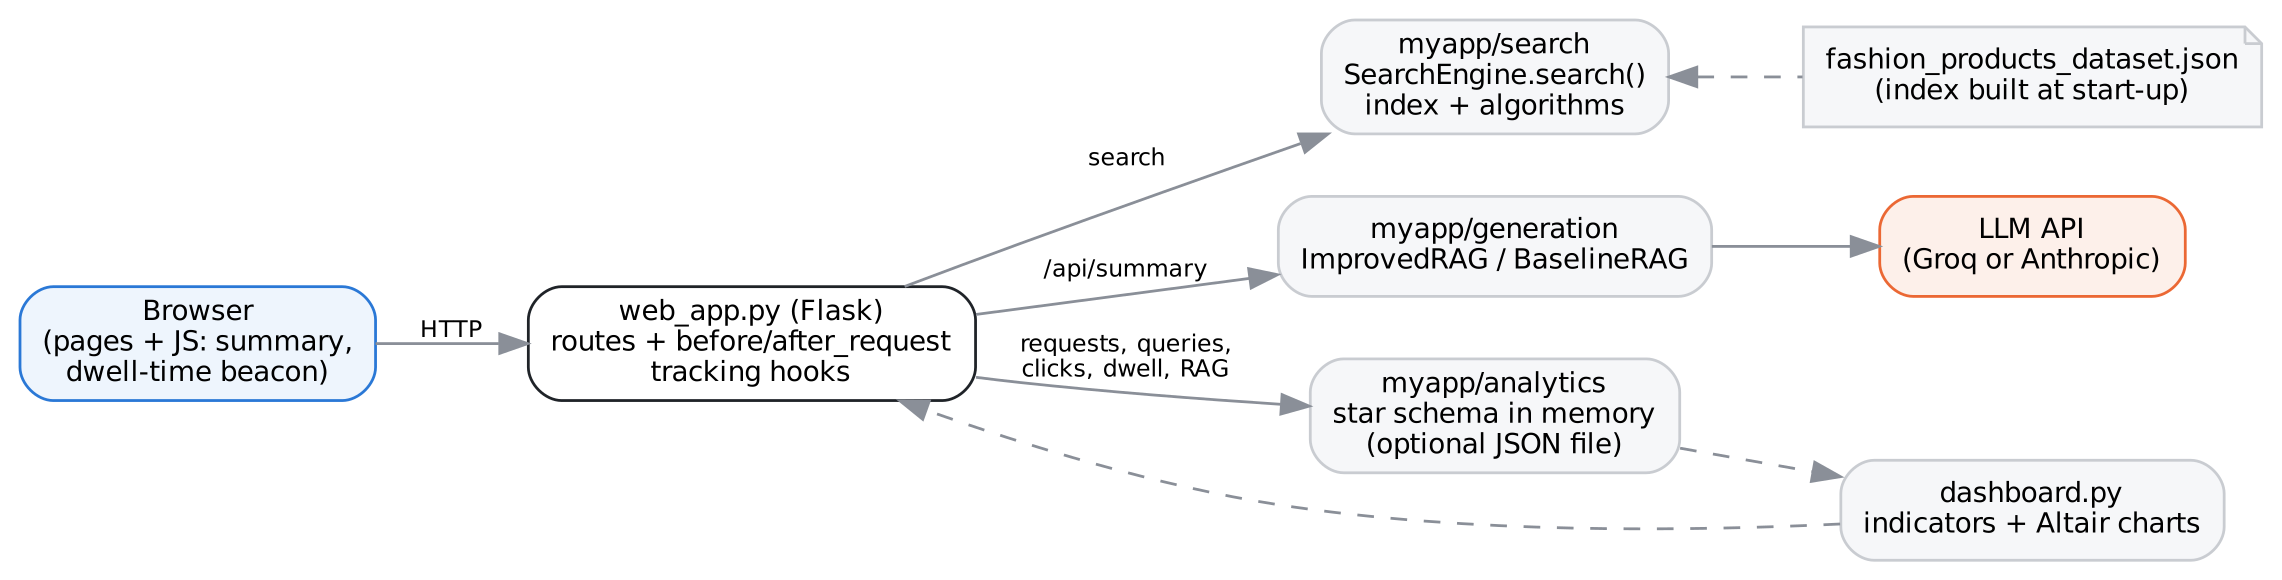 myapp/search
SearchEngine.search()
index + algorithms
fashion_products_dataset.json
(index built at start-up)
search
myapp/generation
ImprovedRAG / BaselineRAG
LLM API
(Groq or Anthropic)
/api/summary
Browser
(pages + JS: summary,
dwell-time beacon)
HTTP
web_app.py (Flask)
routes + before/after_request
tracking hooks
requests, queries,
clicks, dwell, RAG
myapp/analytics
star schema in memory
(optional JSON file)
dashboard.py
indicators + Altair charts